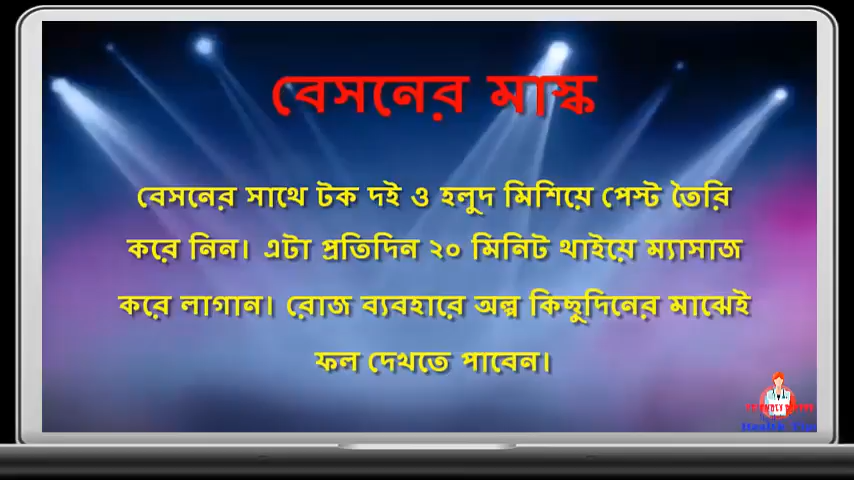 বেসনের মাস্ক
বেসনের সাথে টক দই ও হলুদ মিশিয়ে পেস্ট তৈরি
করে নিন। এটা প্রতিদিন ২০ মিনিট থাইয়ে ম্যাসাজ
করে লাগান। রোজ ব্যবহারে অল্প কিছুদিনের মাঝেই
ফল দেখতে পাবেন।